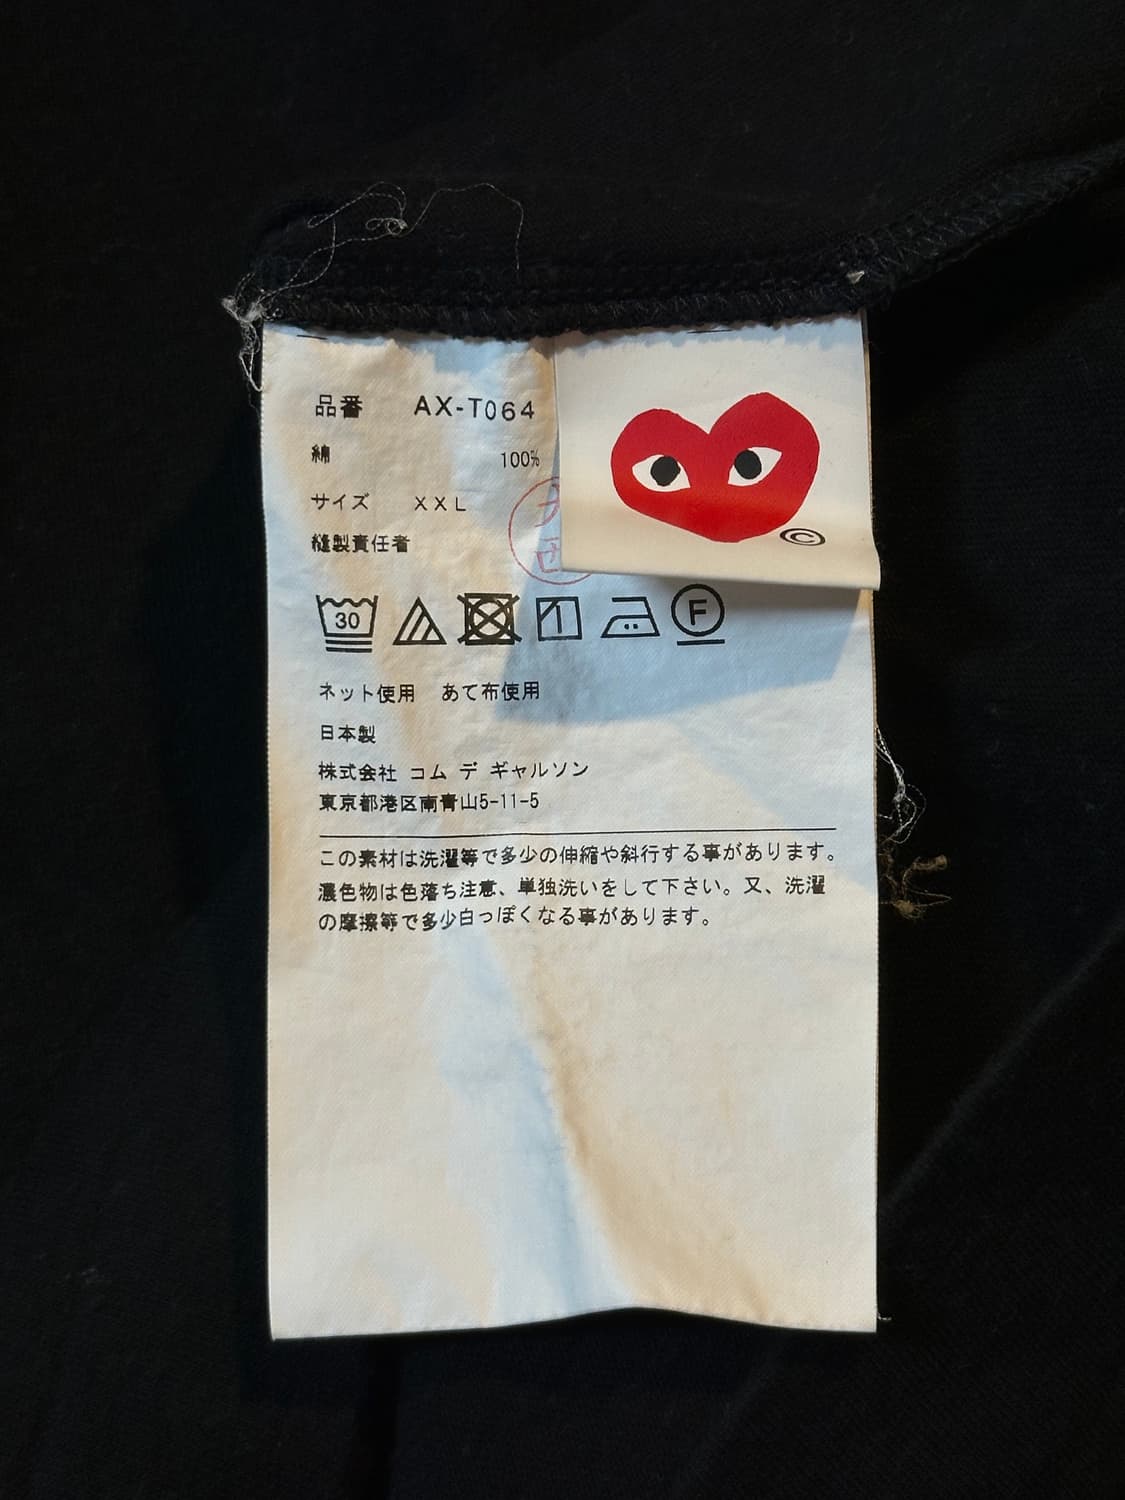 品番 AX-T064
綿 100%
サイズ XXL
縫製責任者
30
F
ネット使用 あて布使用
日本製
株式会社 コム デ ギャルソン
東京都港区南青山5-11-5
この素材は洗濯等で多少の伸縮や斜行する事があります。
濃色物は色落ち注意、単独洗いをして下さい。又、洗濯
の摩擦等で多少白っぽくなる事があります。
©